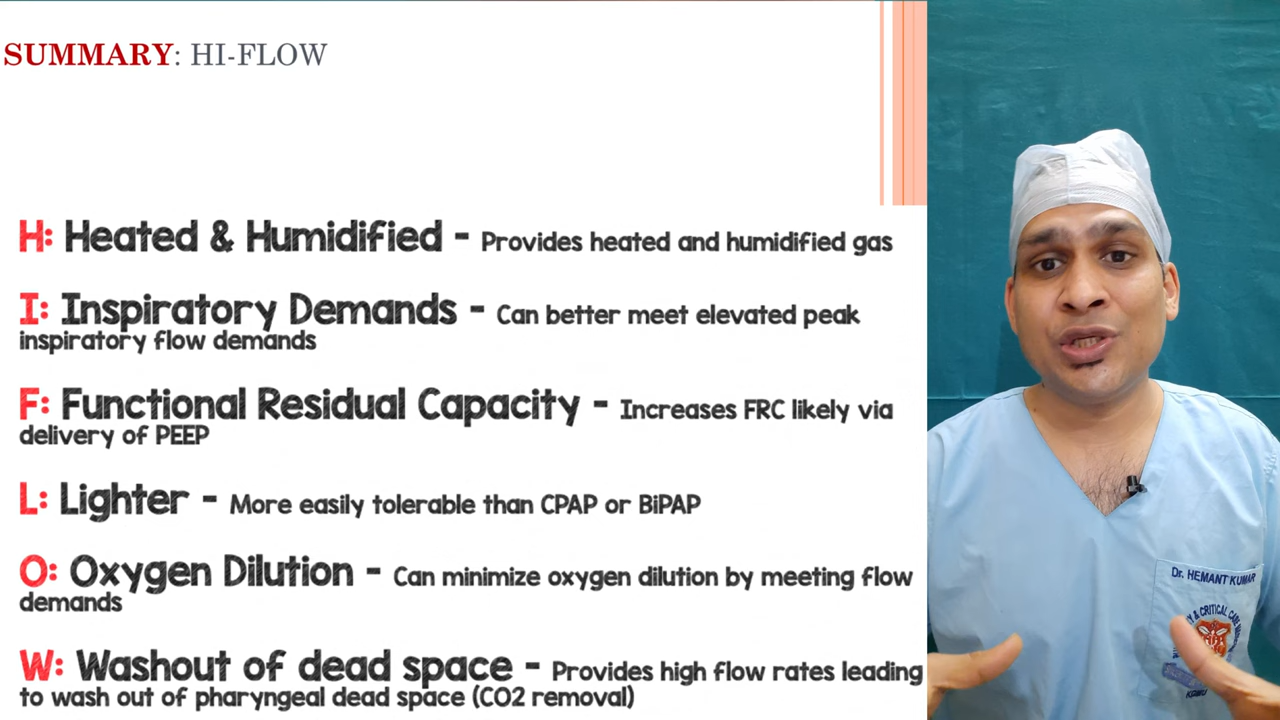 SUMMARY: HI-FLOW
H: Heated & Humidified - Provides heated and humidified gas
I: Inspiratory Demands - Can better meet elevated peak
inspiratory flow demands
F: Functional Residual Capacity - Increases FRC likely via
delivery of PEEP
L: Lighter - More easily tolerable than CPAP or BiPAP
O: Oxygen Dilution - Can minimize oxygen dilution by meeting flow
demands
W: Washout of dead space - Provides high flow rates leading
to wash out of pharyngeal dead space (CO2 removal)
Dr. HEMANT KUMAR
Y & CRITICAL CARE
KGMU